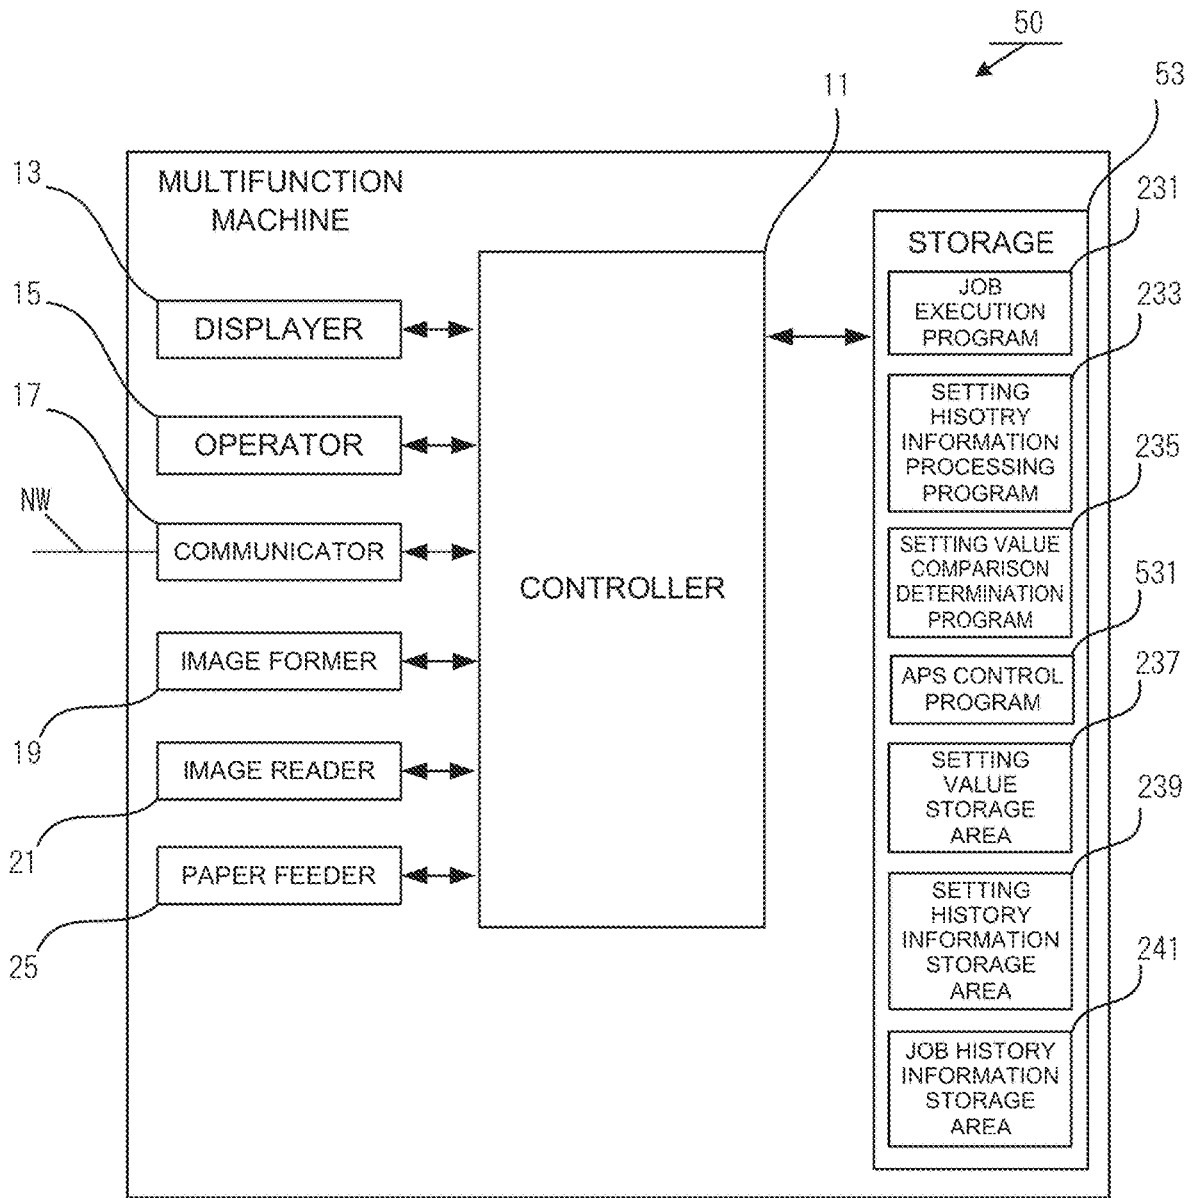 50
11
53
MULTIFUNCTION
MACHINE
13
231
STORAGE
JOB
EXECUTION
PROGRAM
15
233
DISPLAYER
SETTING
HISOTRY
INFORMATION
PROCESSING
PROGRAM
17
OPERATOR
235
NW
COMMUNICATOR
SETTING VALUE
COMPARISON
DETERMINATION
PROGRAM
CONTROLLER
531
IMAGE FORMER
APS CONTROL
PROGRAM
237
19
IMAGE READER
SETTING
VALUE
STORAGE
AREA
239
21
PAPER FEEDER
SETTING
HISTORY
INFORMATION
STORAGE
AREA
25
241
JOB HISTORY
INFORMATION
STORAGE
AREA